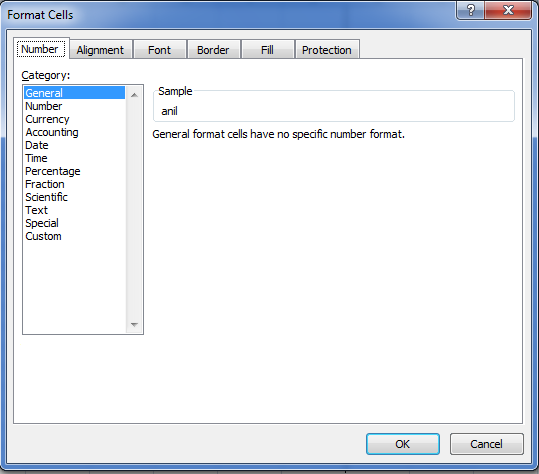 Format Cells
Number Alignment Font Border Fill Protection
Category:
General
Number
Currency
Accounting
Date
Time
Percentage
Fraction
Scientific
Text
Special
Custom
Sample
anil
General format cells have no specific number format.
OK Cancel